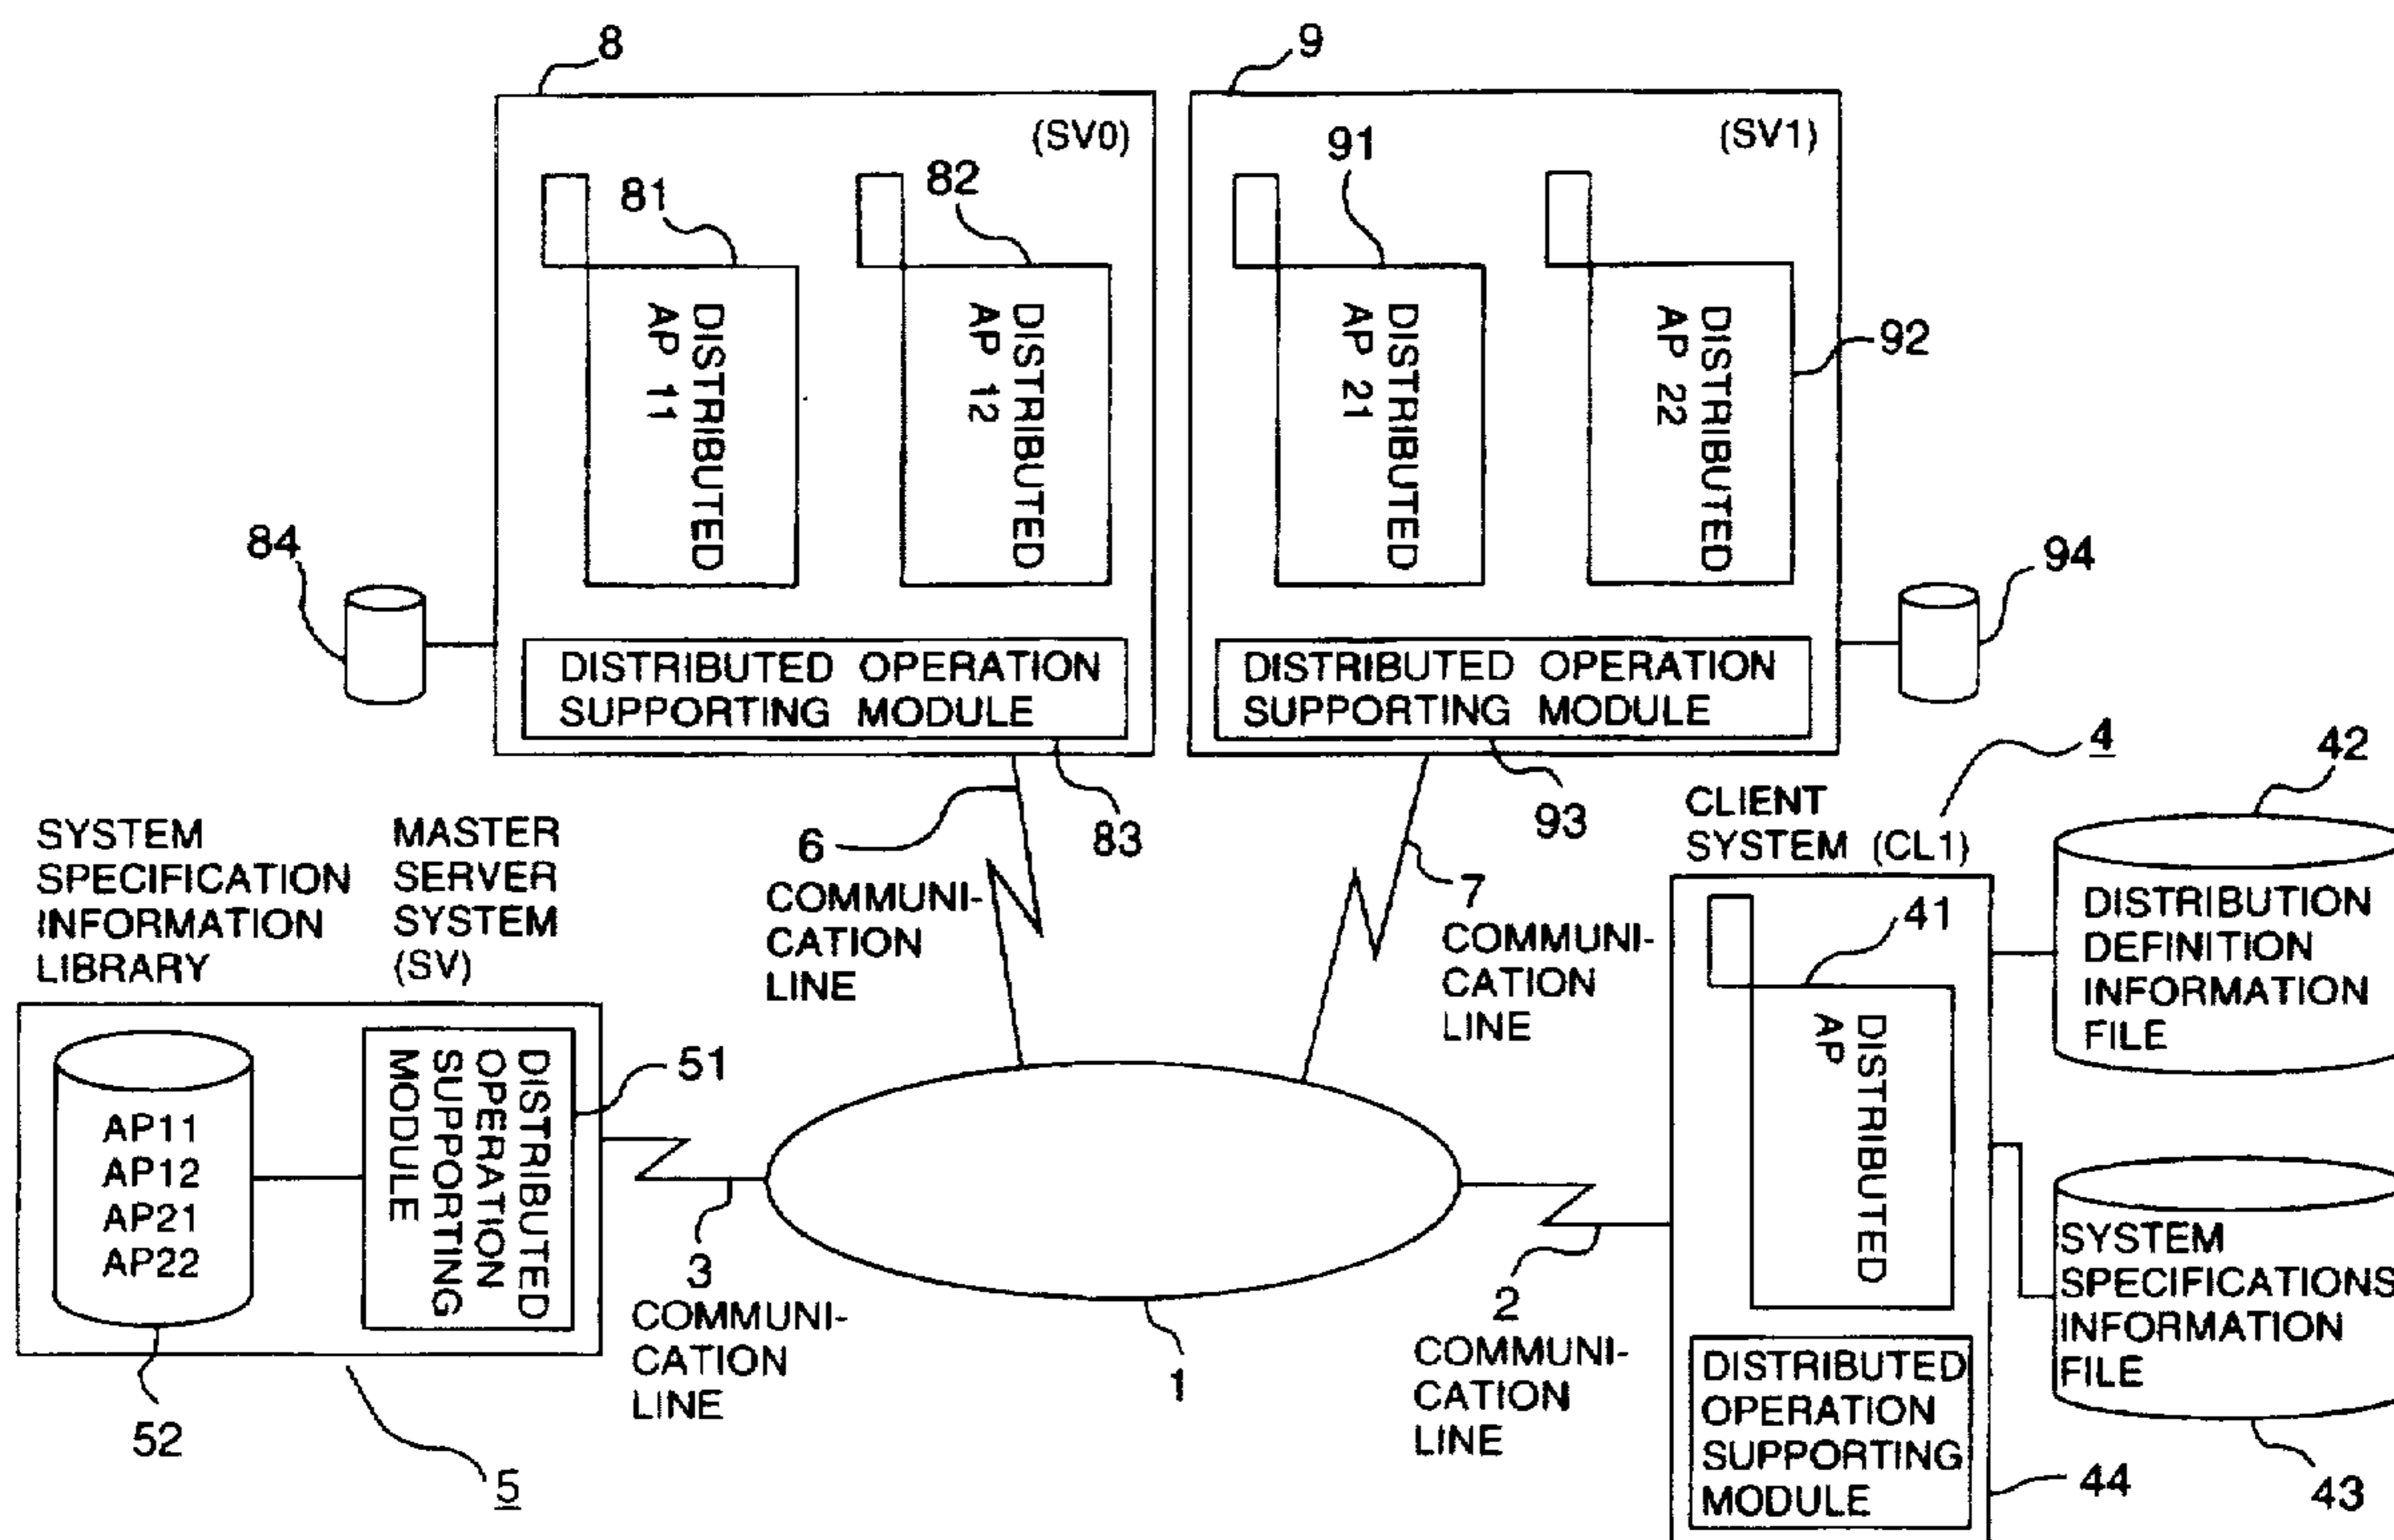 8
9
(SV0)
(SV1)
81
82
91
92
DISTRIBUTED
AP 11
DISTRIBUTED
AP 12
DISTRIBUTED
AP 21
DISTRIBUTED
AP 22
84
94
DISTRIBUTED OPERATION
SUPPORTING MODULE
DISTRIBUTED OPERATION
SUPPORTING MODULE
83
93
6
COMMUNI-
CATION
LINE
7
COMMUNI-
CATION
LINE
SYSTEM
SPECIFICATION
INFORMATION
LIBRARY
MASTER
SERVER
SYSTEM
(SV)
CLIENT
SYSTEM (CL1)
4
42
DISTRIBUTION
DEFINITION
INFORMATION
FILE
41
DISTRIBUTED
AP
AP11
AP12
AP21
AP22
DISTRIBUTED
OPERATION
SUPPORTING
MODULE
51
52
5
3
COMMUNI-
CATION
LINE
1
2
COMMUNI-
CATION
LINE
SYSTEM
SPECIFICATIONS
INFORMATION
FILE
43
DISTRIBUTED
OPERATION
SUPPORTING
MODULE
44